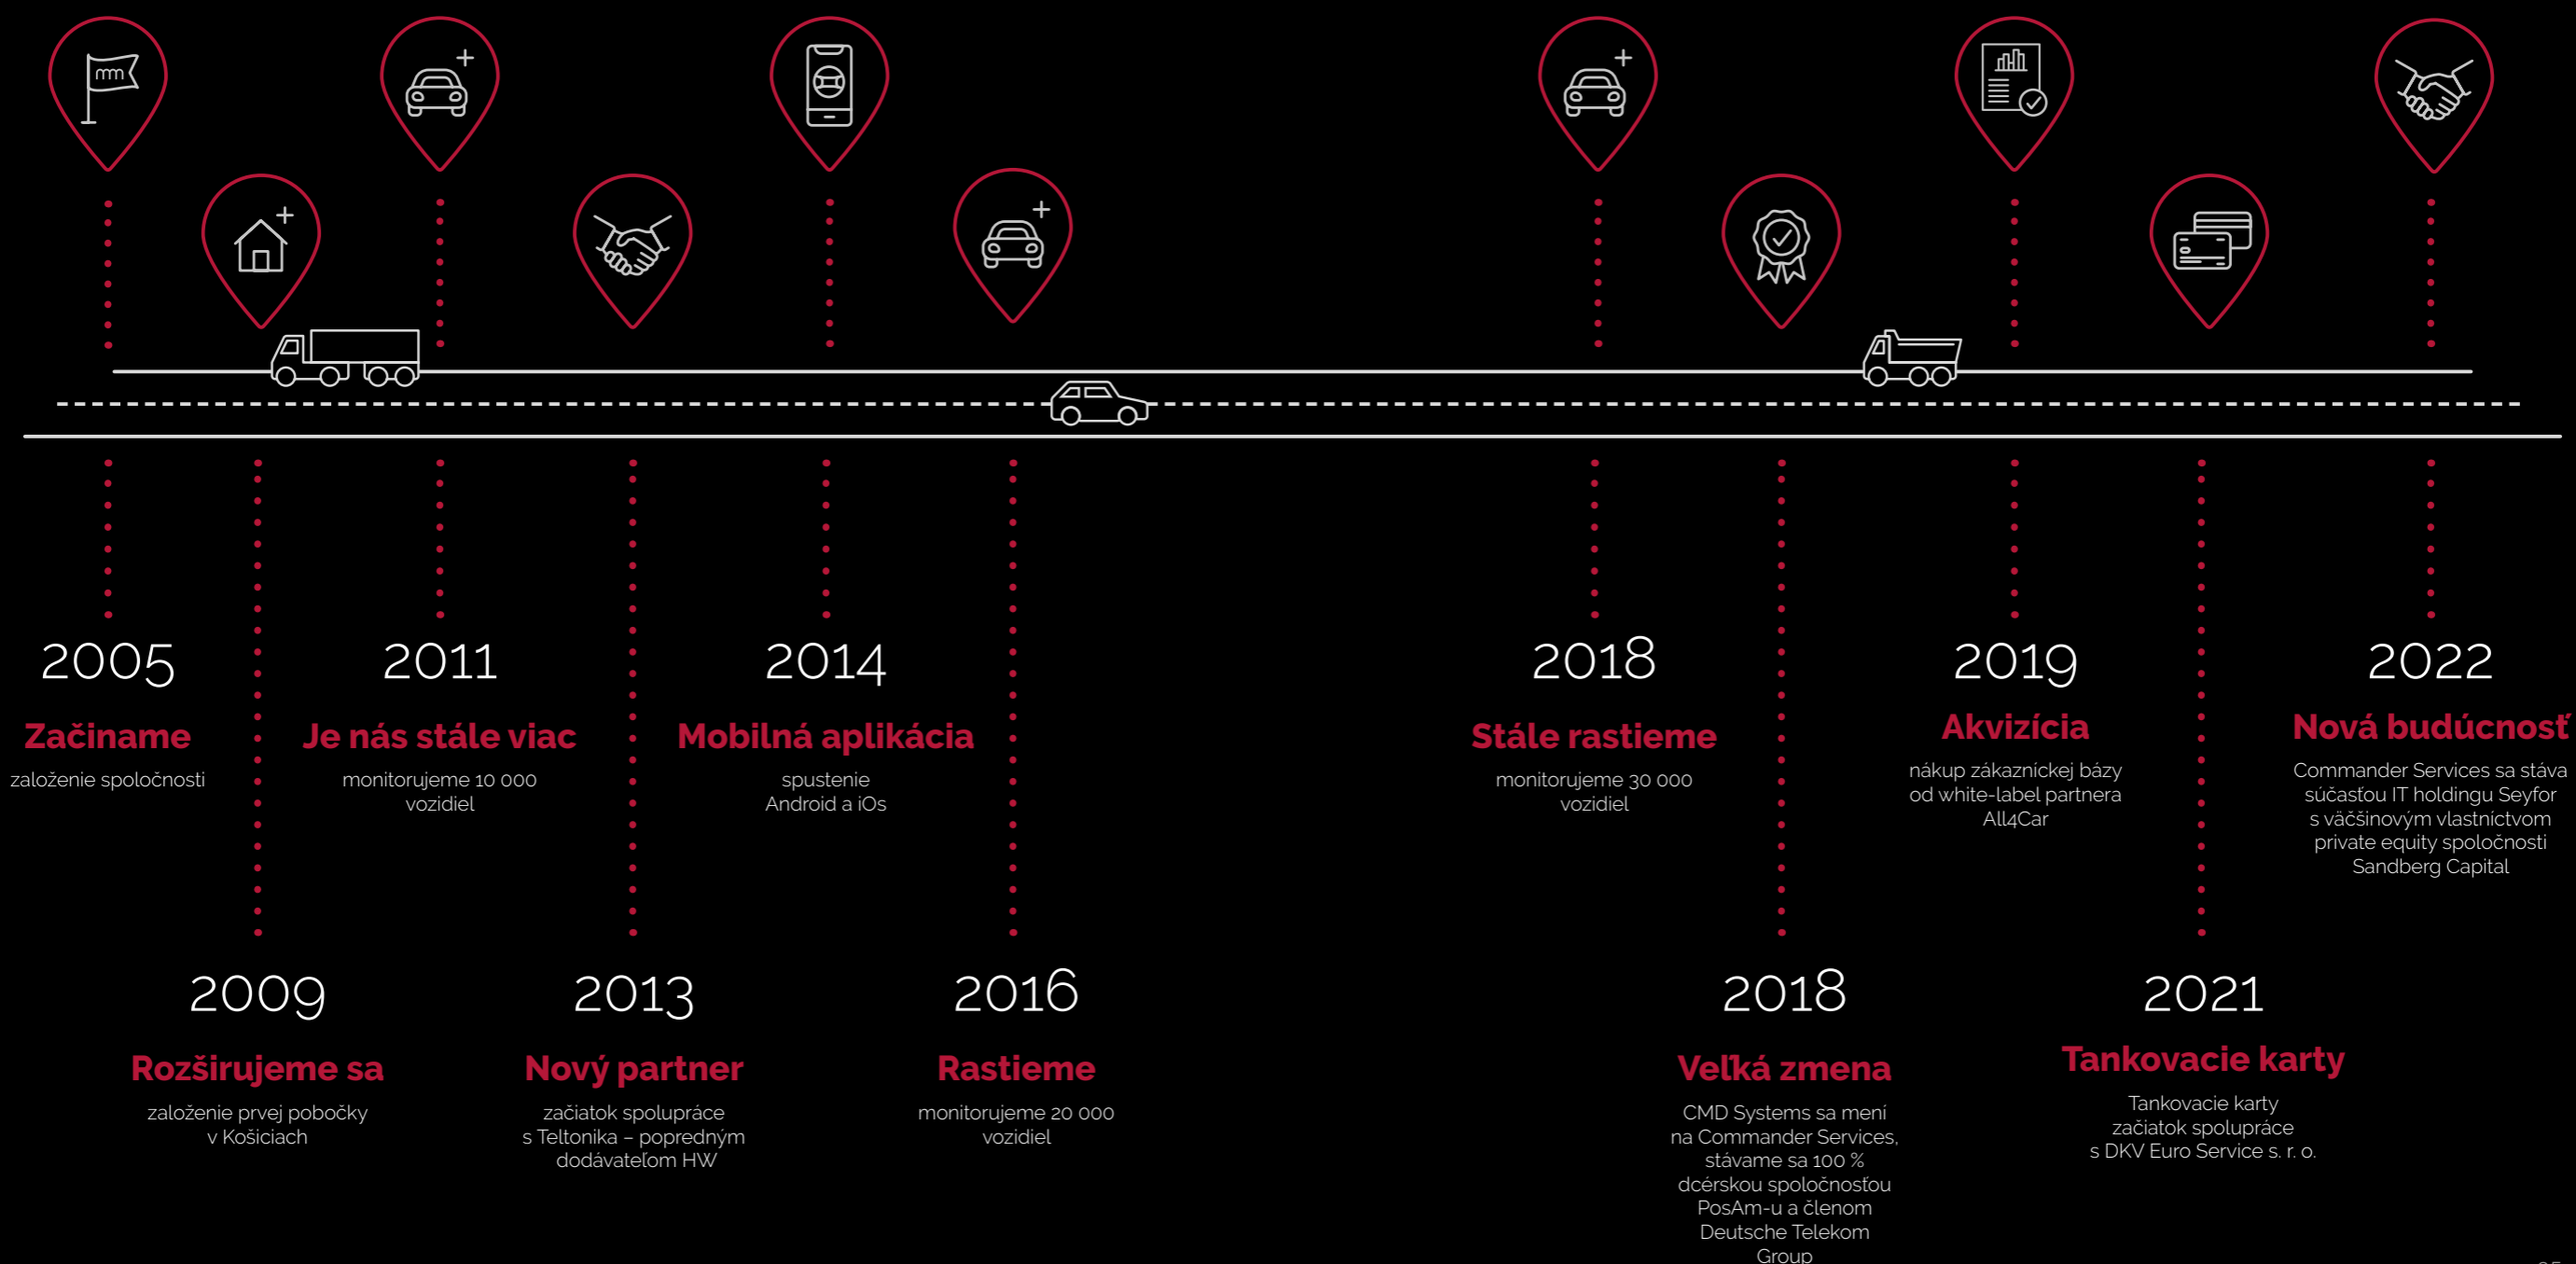 2005
Začiname
založenie spoločnosti
2009
Rozširujeme sa
založenie prvej pobočky
v Košiciach
2011
Je nás stále viac
monitorujeme 10 000
vozidiel
2013
Nový partner
začiatok spolupráce
s Teltonika – popredným
dodávateľom HW
2014
Mobilná aplikácia
spustenie
Android a iOs
2016
Rastieme
monitorujeme 20 000
vozidiel
2018
Stále rastieme
monitorujeme 30 000
vozidiel
2018
Veľká zmena
CMD Systems sa mení
na Commander Services,
stávame sa 100 %
dcérskou spoločnosťou
PosAm-u a členom
Deutsche Telekom
Group
2019
Akvizícia
nákup zákazníckej bázy
od white-label partnera
All4Car
2021
Tankovacie karty
Tankovacie karty
začiatok spolupráce
s DKV Euro Service s. r. o.
2022
Nová budúcnosť
Commander Services sa stáva
súčasťou IT holdingu Seyfor
s väčšinovým vlastníctvom
private equity spoločnosti
Sandberg Capital